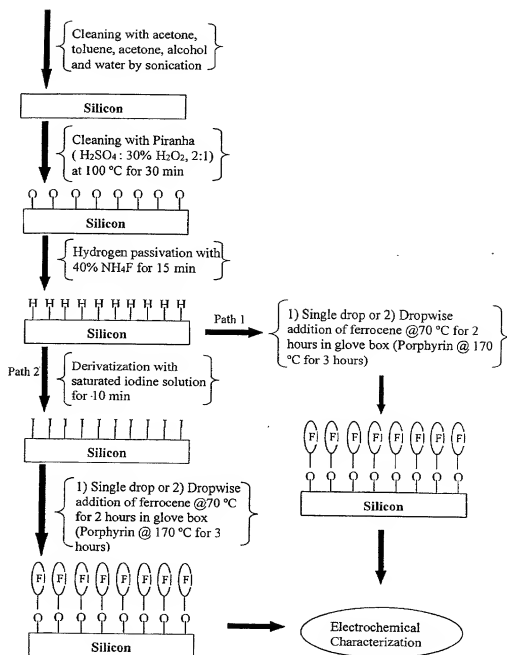 Cleaning with acetone,
toluene, acetone, alcohol
and water by sonication
Silicon
Cleaning with Piranha
( H2SO4 : 30% H2O2, 2:1)
at 100 °C for 30 min
O O O O O O O O
Silicon
Hydrogen passivation with
40% NH4F for 15 min
H H H H H H H H H
Silicon
Path 1
1) Single drop or 2) Dropwise
addition of ferrocene @70 °C for 2
hours in glove box (Porphyrin @ 170
°C for 3 hours)
Path 2
Derivatization with
saturated iodine solution
for 10 min
I I I I I I I I I I
Silicon
F F F F F F F F
O O O O O O O O
Silicon
1) Single drop or 2) Dropwise
addition of ferrocene @70 °C
for 2 hours in glove box
(Porphyrin @ 170 °C for 3
hours)
F F F F F F F F
O O O O O O O O
Silicon
Electrochemical
Characterization